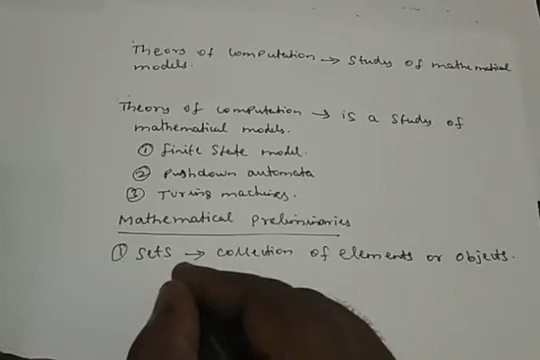 Theory of computation → study of mathematical
models.
Theory of computation → is a study of
mathematical models.
① finite state model.
② pushdown automata
③ Turing machines.
Mathematical Preliminaries
① sets → collection of elements or objects.